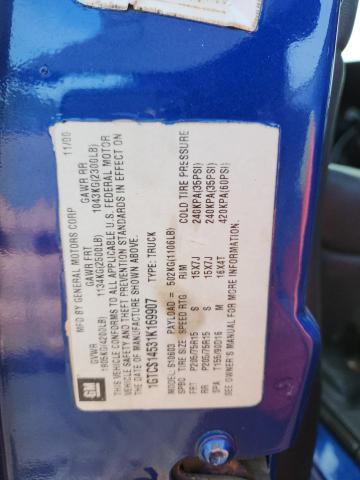 GM
MFD BY GENERAL MOTORS CORP 11/00
GVWR GAWR FRT GAWR RR
1905KG(4200LB) 1134KG(2500LB) 1043KG(2300LB)
THIS VEHICLE CONFORMS TO ALL APPLICABLE U.S. FEDERAL MOTOR
VEHICLE SAFETY AND THEFT PREVENTION STANDARDS IN EFFECT ON
THE DATE OF MANUFACTURE SHOWN ABOVE.
1GTCS14531K169907 TYPE: TRUCK
MODEL: S10603 PAYLOAD = 502KG(1106LB)
SPBD TIRE SIZE SPEED RTG RIM COLD TIRE PRESSURE
FRT P205/75R15 S 15X7J 240KPA(35PSI)
RR P205/75R15 S 15X7J 240KPA(35PSI)
SPA T155/90D16 M 16X4T 420KPA(60PSI)
SEE OWNER'S MANUAL FOR MORE INFORMATION.